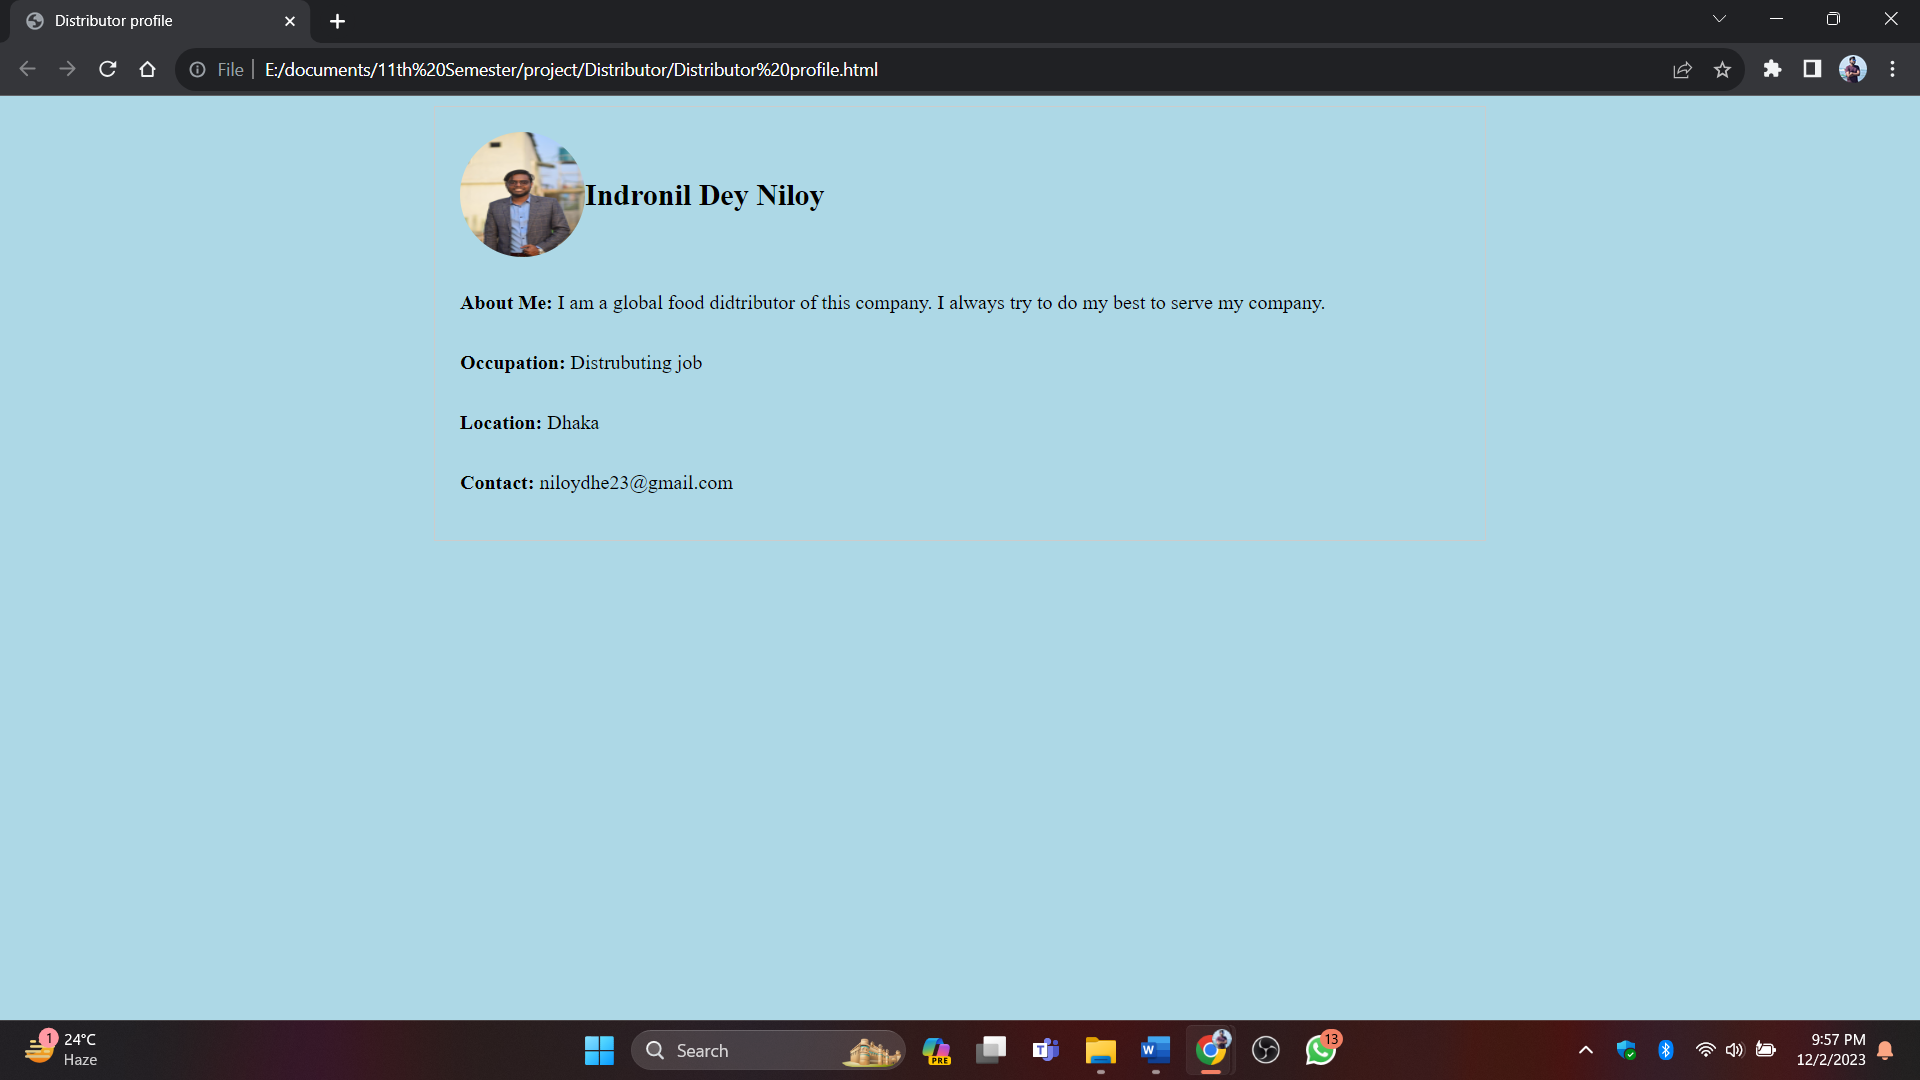 Distributor profile
File
E:/documents/11th%20Semester/project/Distributor/Distributor%20profile.html
Indronil Dey Niloy
About Me: I am a global food didtributor of this company. I always try to do my best to serve my company.
Occupation: Distrubuting job
Location: Dhaka
Contact: niloydhe23@gmail.com
1
24°C
Haze
Search
PRE
T
W
13
9:57 PM
12/2/2023